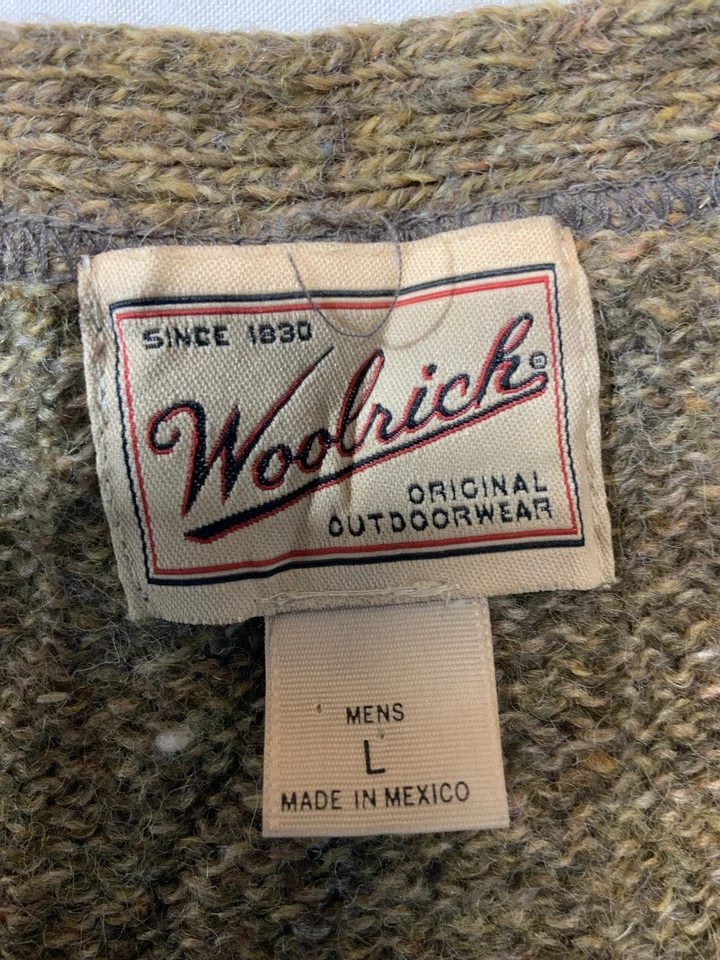 SINCE 1830
Woolrich®
ORIGINAL
OUTDOORWEAR
MENS
L
MADE IN MEXICO